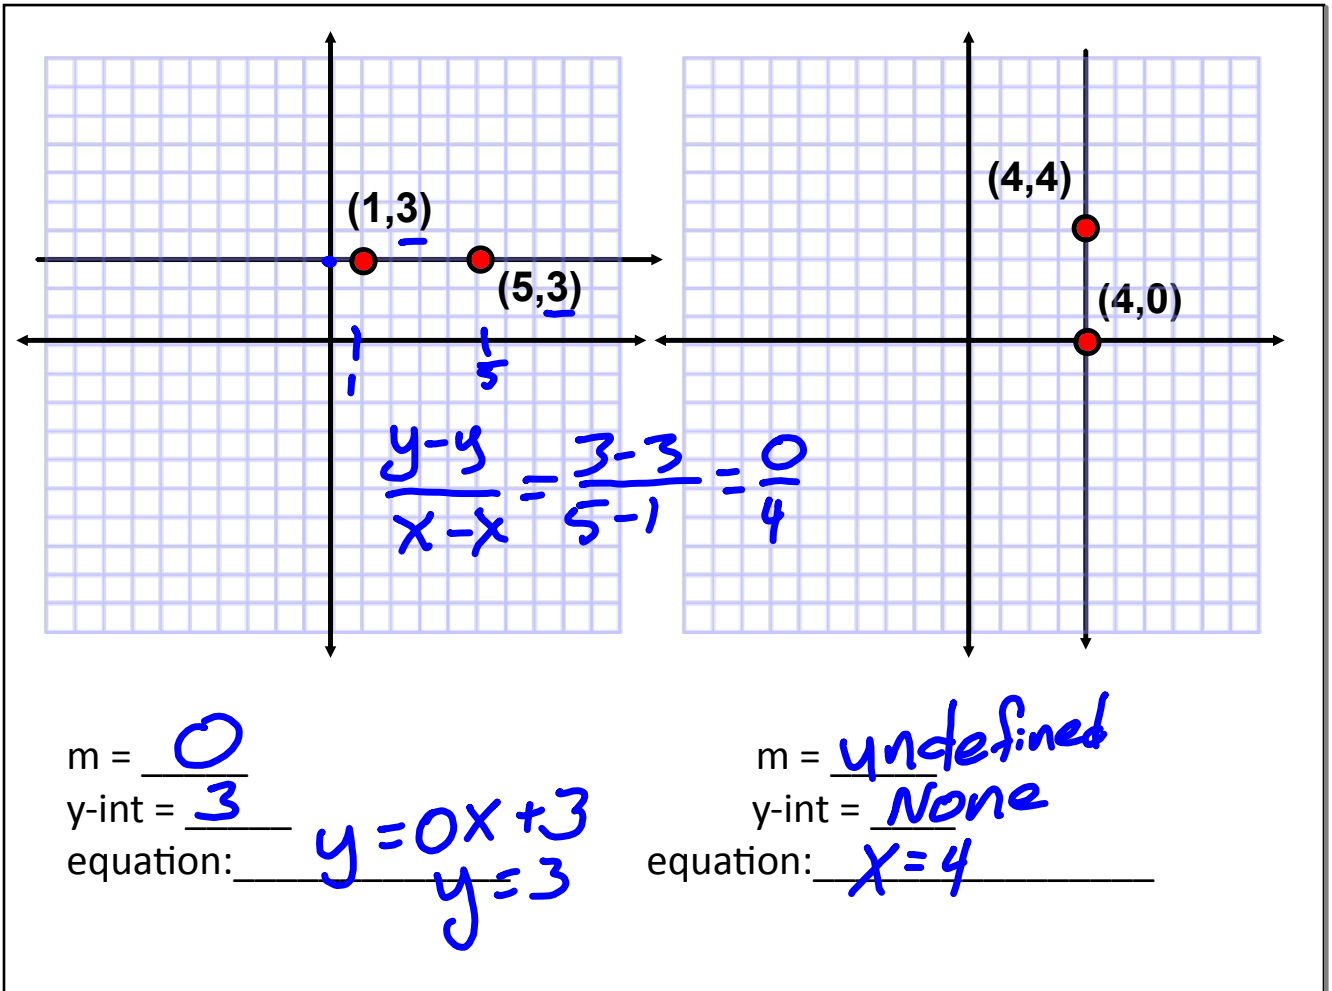 (1,3)
(5,3)
1
5
y-y/x-x = 3-3/5-1 = 0/4
m = 0
y-int = 3
equation: y=0x+3
y=3
(4,4)
(4,0)
m = undefined
y-int = None
equation: x=4